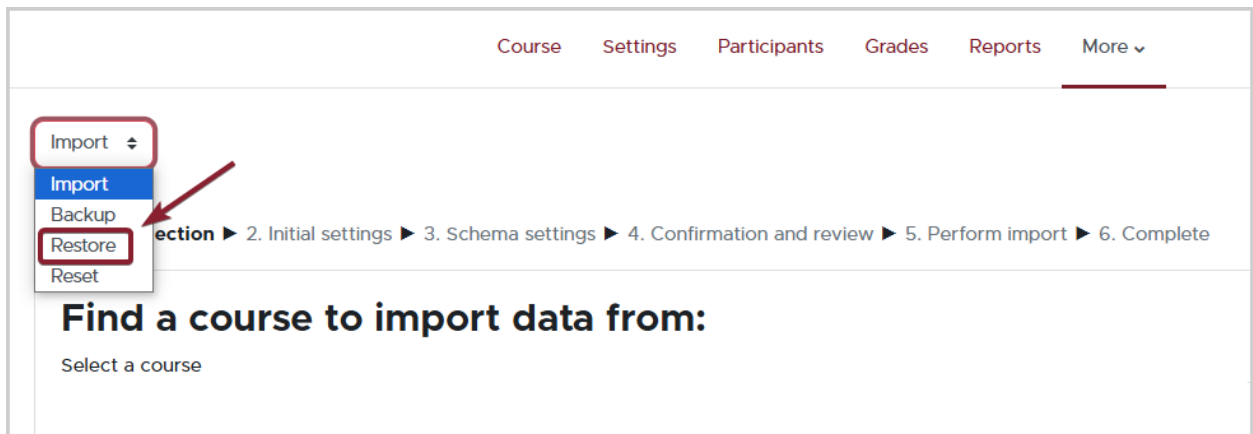 Course Settings Participants Grades Reports More
Import
Import
Backup
Restore
Reset
ection ► 2. Initial settings ► 3. Schema settings ► 4. Confirmation and review ► 5. Perform import ► 6. Complete
Find a course to import data from:
Select a course